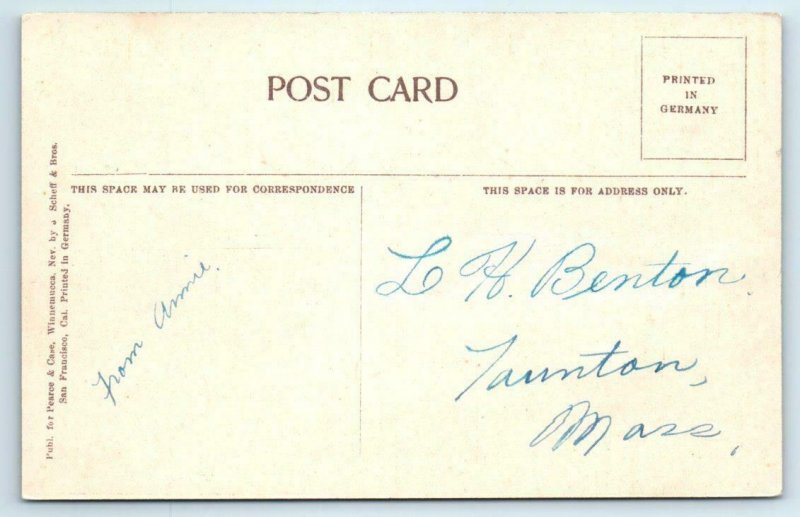 POST CARD
PRINTED
IN
GERMANY
THIS SPACE MAY BE USED FOR CORRESPONDENCE
THIS SPACE IS FOR ADDRESS ONLY.
Publ. for Pearce & Case, Winnemucca, Nev. by J Scheff & Bros.
San Francisco, Cal. Printed in Germany.
from Annie.
L H. Benton.
Taunton,
Mass,